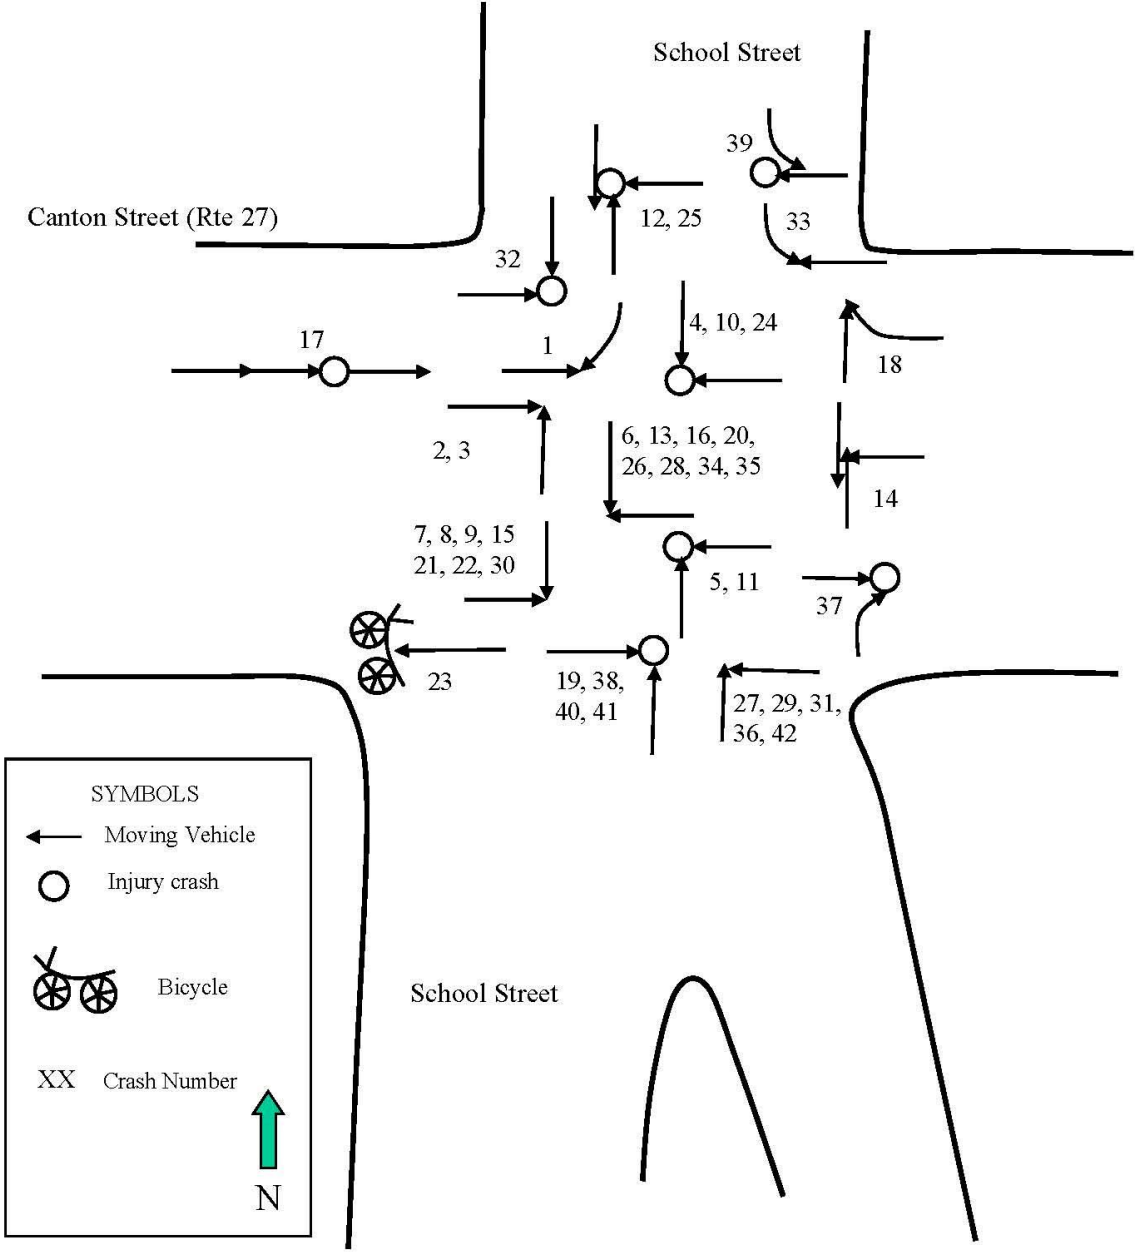 School Street
39
12, 25
33
Canton Street (Rte 27)
32
17
1
4, 10, 24
18
2, 3
6, 13, 16, 20,
26, 28, 34, 35
14
7, 8, 9, 15
21, 22, 30
5, 11
37
23
19, 38,
40, 41
27, 29, 31,
36, 42
SYMBOLS
Moving Vehicle
Injury crash
Bicycle
XX Crash Number
N
School Street